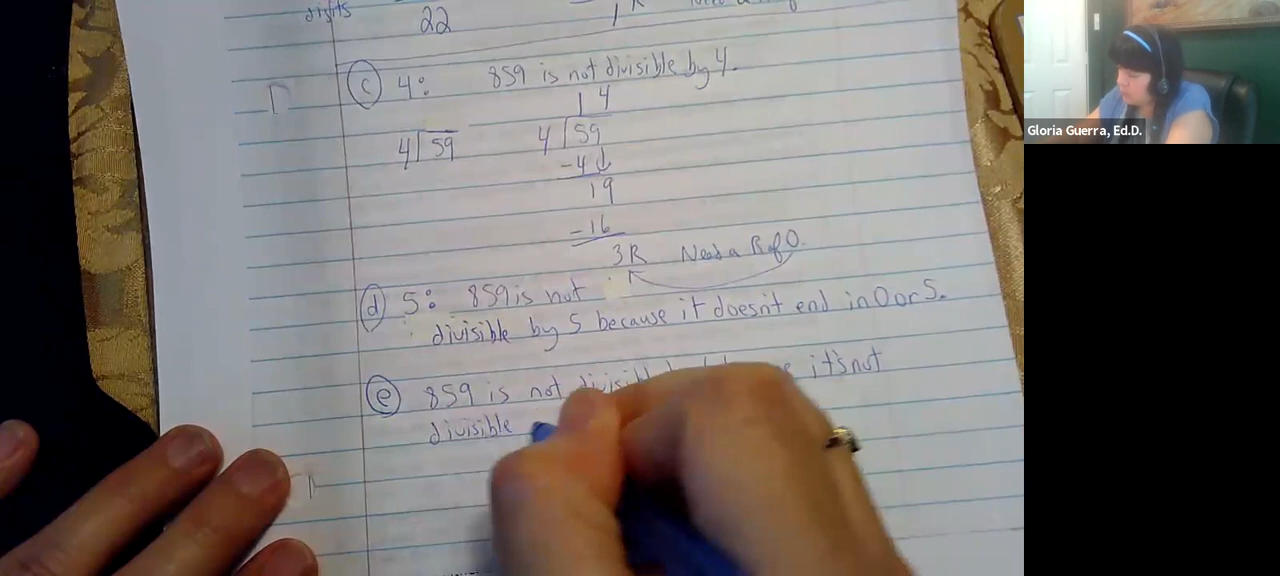 digits
22
(c) 4: 859 is not divisible by 4.
14
4 59 4 59
-4
19
-16
3R Need a R of 0.
(d) 5: 859 is not
divisible by 5 because it doesn't end in 0 or 5.
(e) 859 is not it's not
divisible
Gloria Guerra, Ed.D.